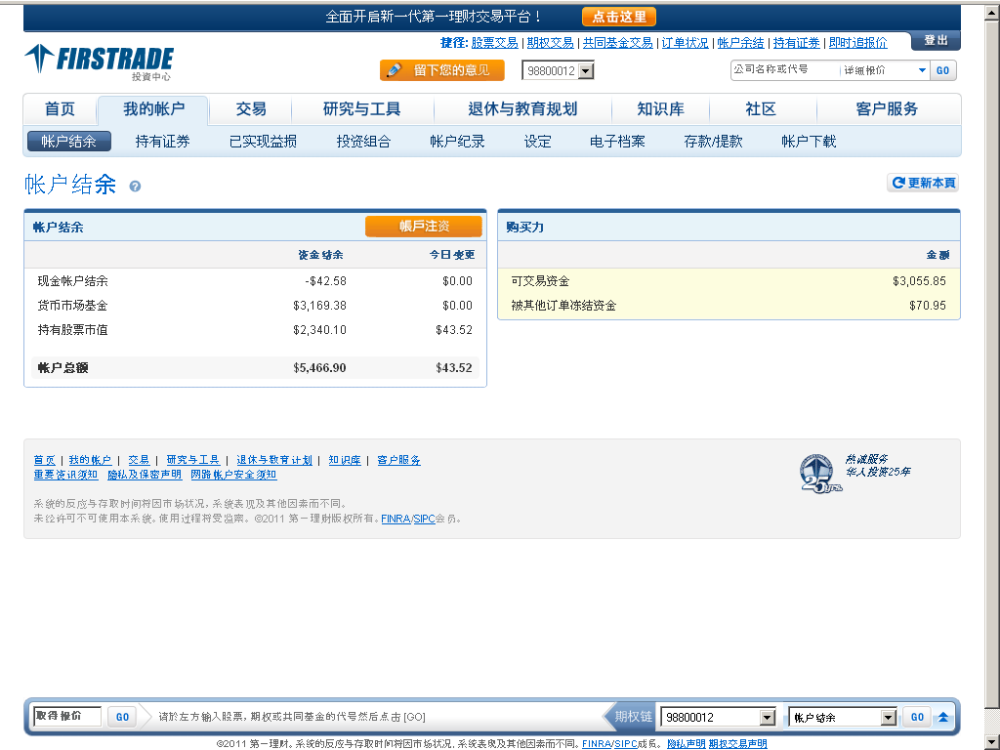 全面开启新一代第一理财交易平台！ 点击这里
捷径: 股票交易 | 期权交易 | 共同基金交易 | 订单状况 | 帐户余结 | 持有证券 | 即时追报价 登出
FIRSTRADE
投資中心
留下您的意见 98800012 公司名称或代号 详细报价 GO
首页 我的帐户 交易 研究与工具 退休与教育规划 知识库 社区 客户服务
帐户结余 持有证券 已实现益损 投资组合 帐户纪录 设定 电子档案 存款/提款 帐户下载
帐户结余 ? 更新本頁
帐户结余 帳戶注资
资金结余 今日变更
现金帐户结余 -$42.58 $0.00
货币市场基金 $3,169.38 $0.00
持有股票市值 $2,340.10 $43.52
帐户总额 $5,466.90 $43.52
购买力
金额
可交易资金 $3,055.85
被其他订单冻结资金 $70.95
首页 | 我的帐户 | 交易 | 研究与工具 | 退休与教育计划 | 知识库 | 客户服务
重要资讯须知 隐私及保密声明 网路帐户安全须知
热诚服务
华人投资25年
25
系统的反应与存取时间将因市场状况, 系统表现及其他因素而不同。
未经许可不可使用本系统。使用过程将受监察。 ©2011 第一理财版权所有。FINRA/SIPC会员。
取得报价 GO 请於左方输入股票, 期权或共同基金的代号然后点击 [GO] 期权链 98800012 帐户结余 GO
©2011 第一理财。系统的反应与存取时间将因市场状况, 系统表现及其他因素而不同。 FINRA/SIPC成员。 隐私声明 期权交易声明